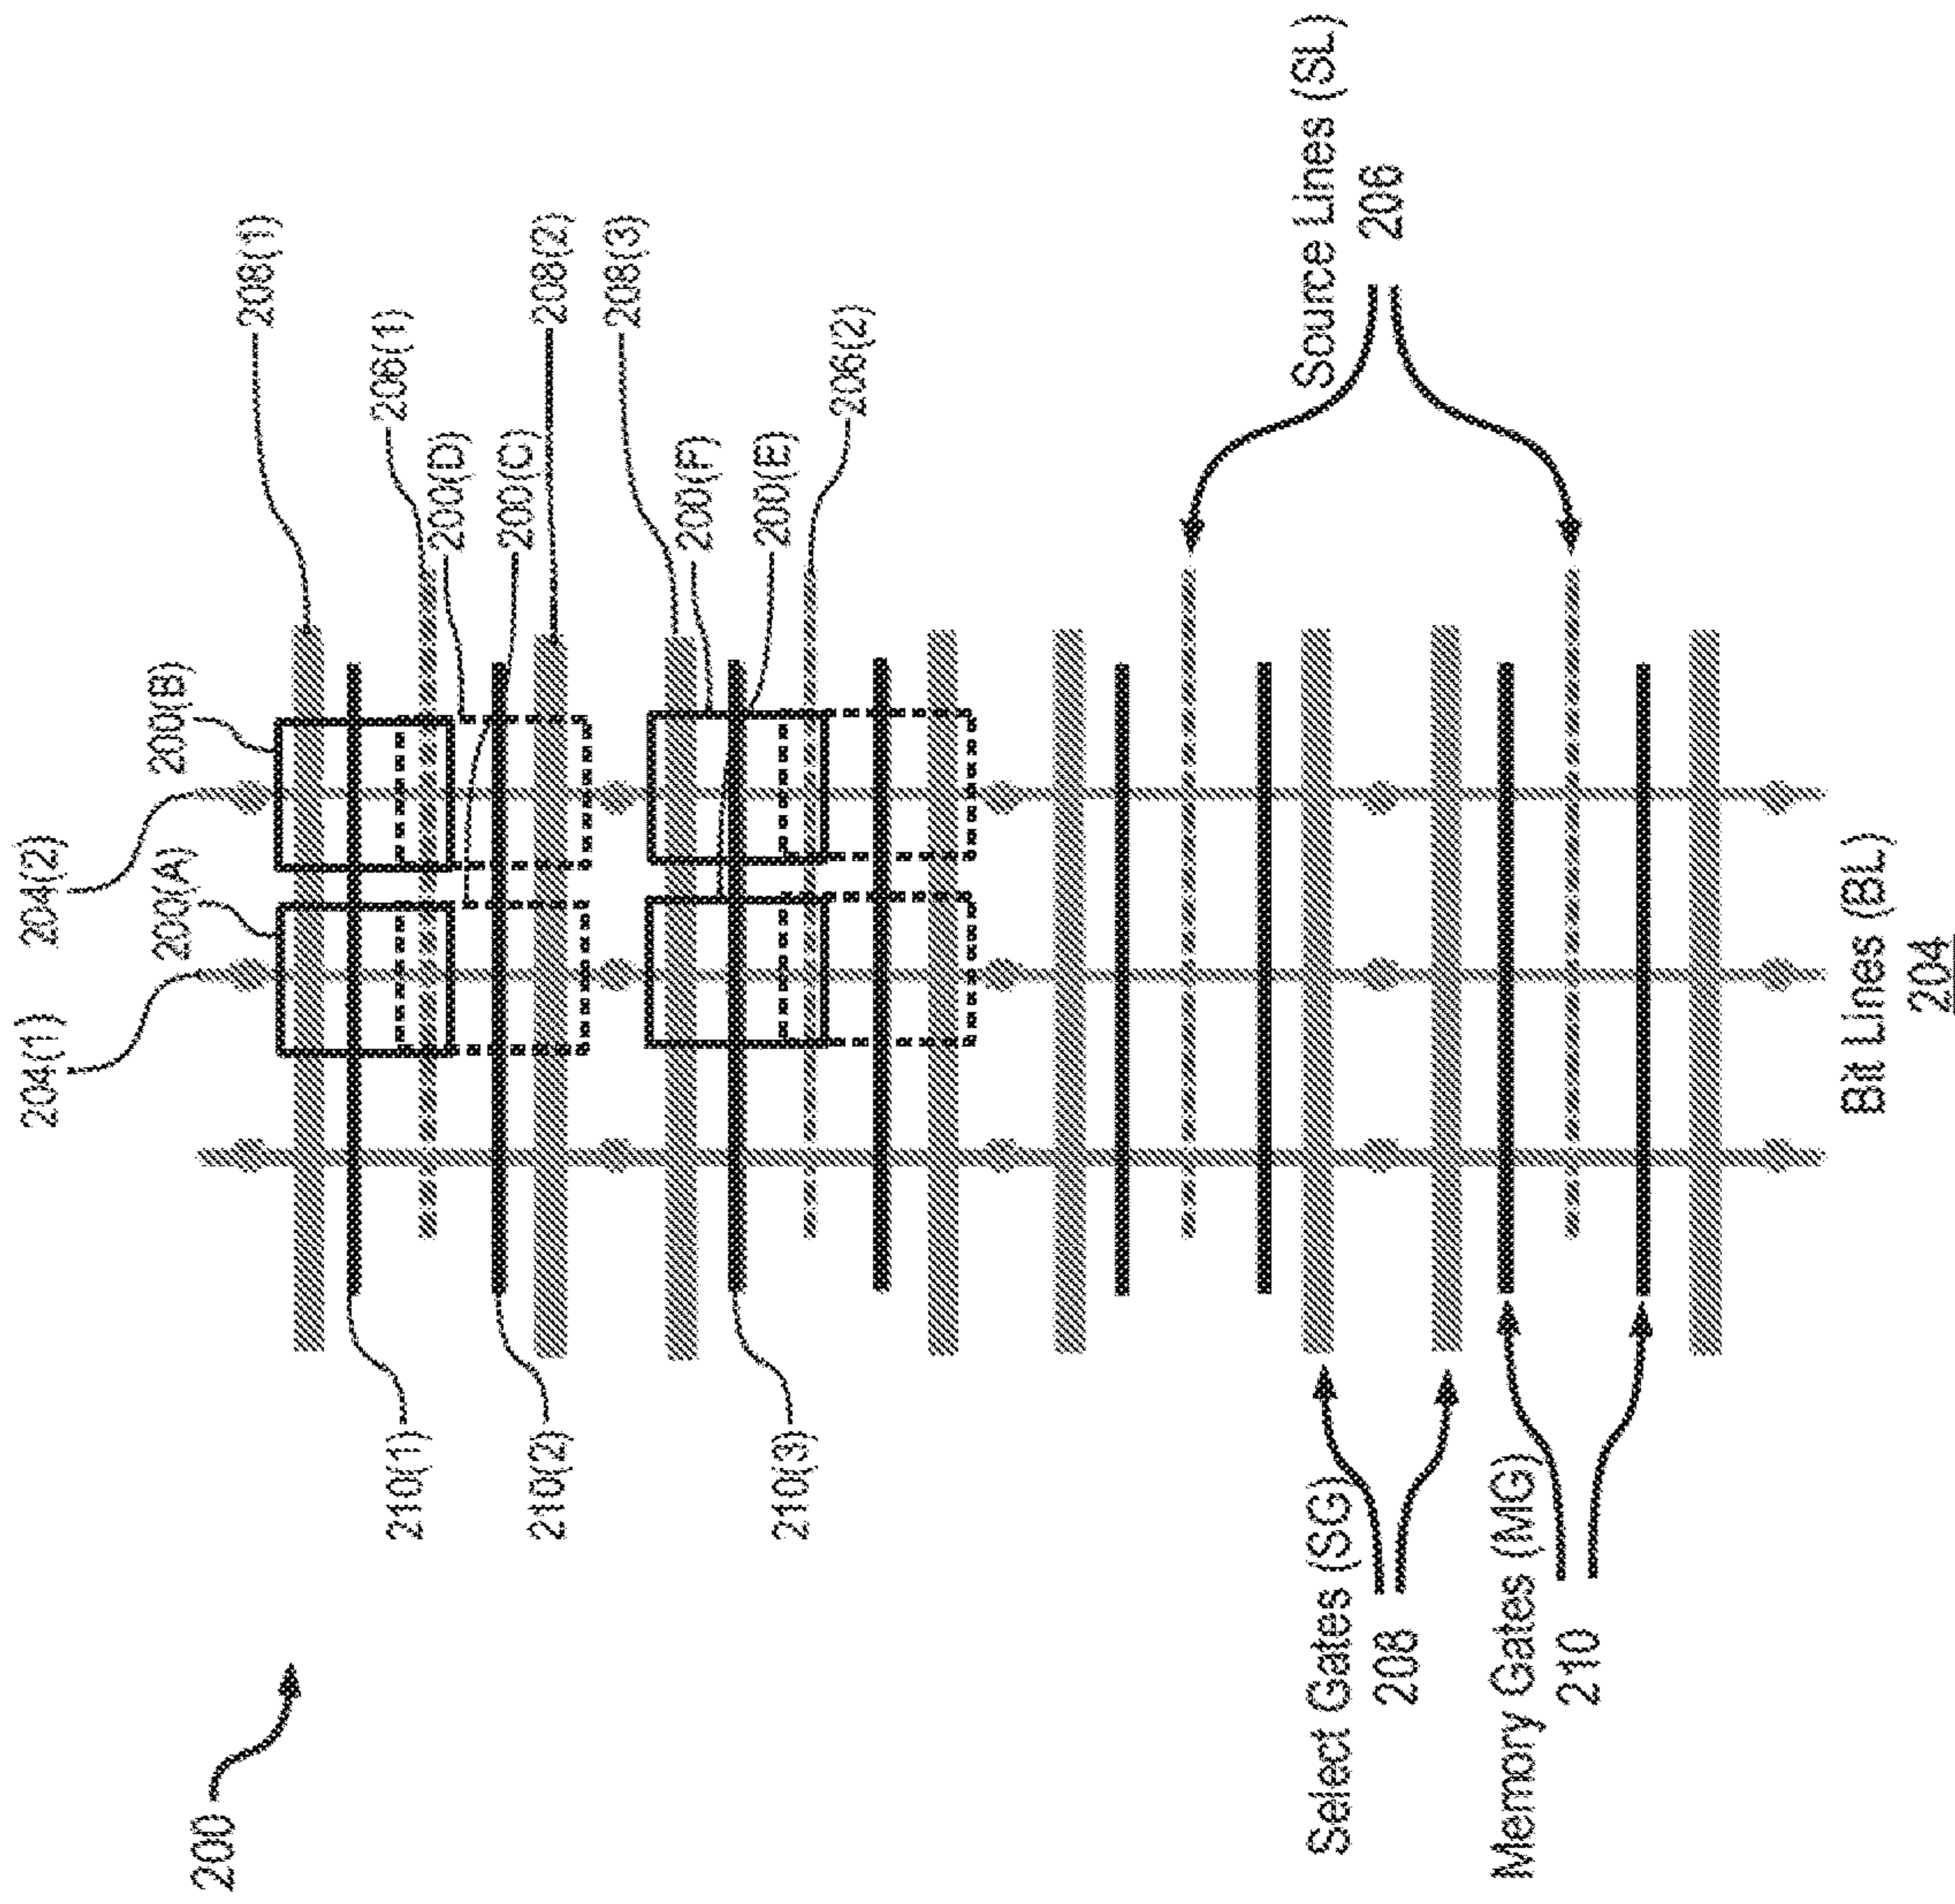 200
204(1)
204(2)
200(A)
200(B)
208(1)
206(1)
200(D)
200(C)
208(2)
208(3)
200(F)
200(E)
206(2)
210(1)
210(2)
210(3)
Source Lines (SL)
206
Select Gates (SG)
208
Memory Gates (MG)
210
Bit Lines (BL)
204